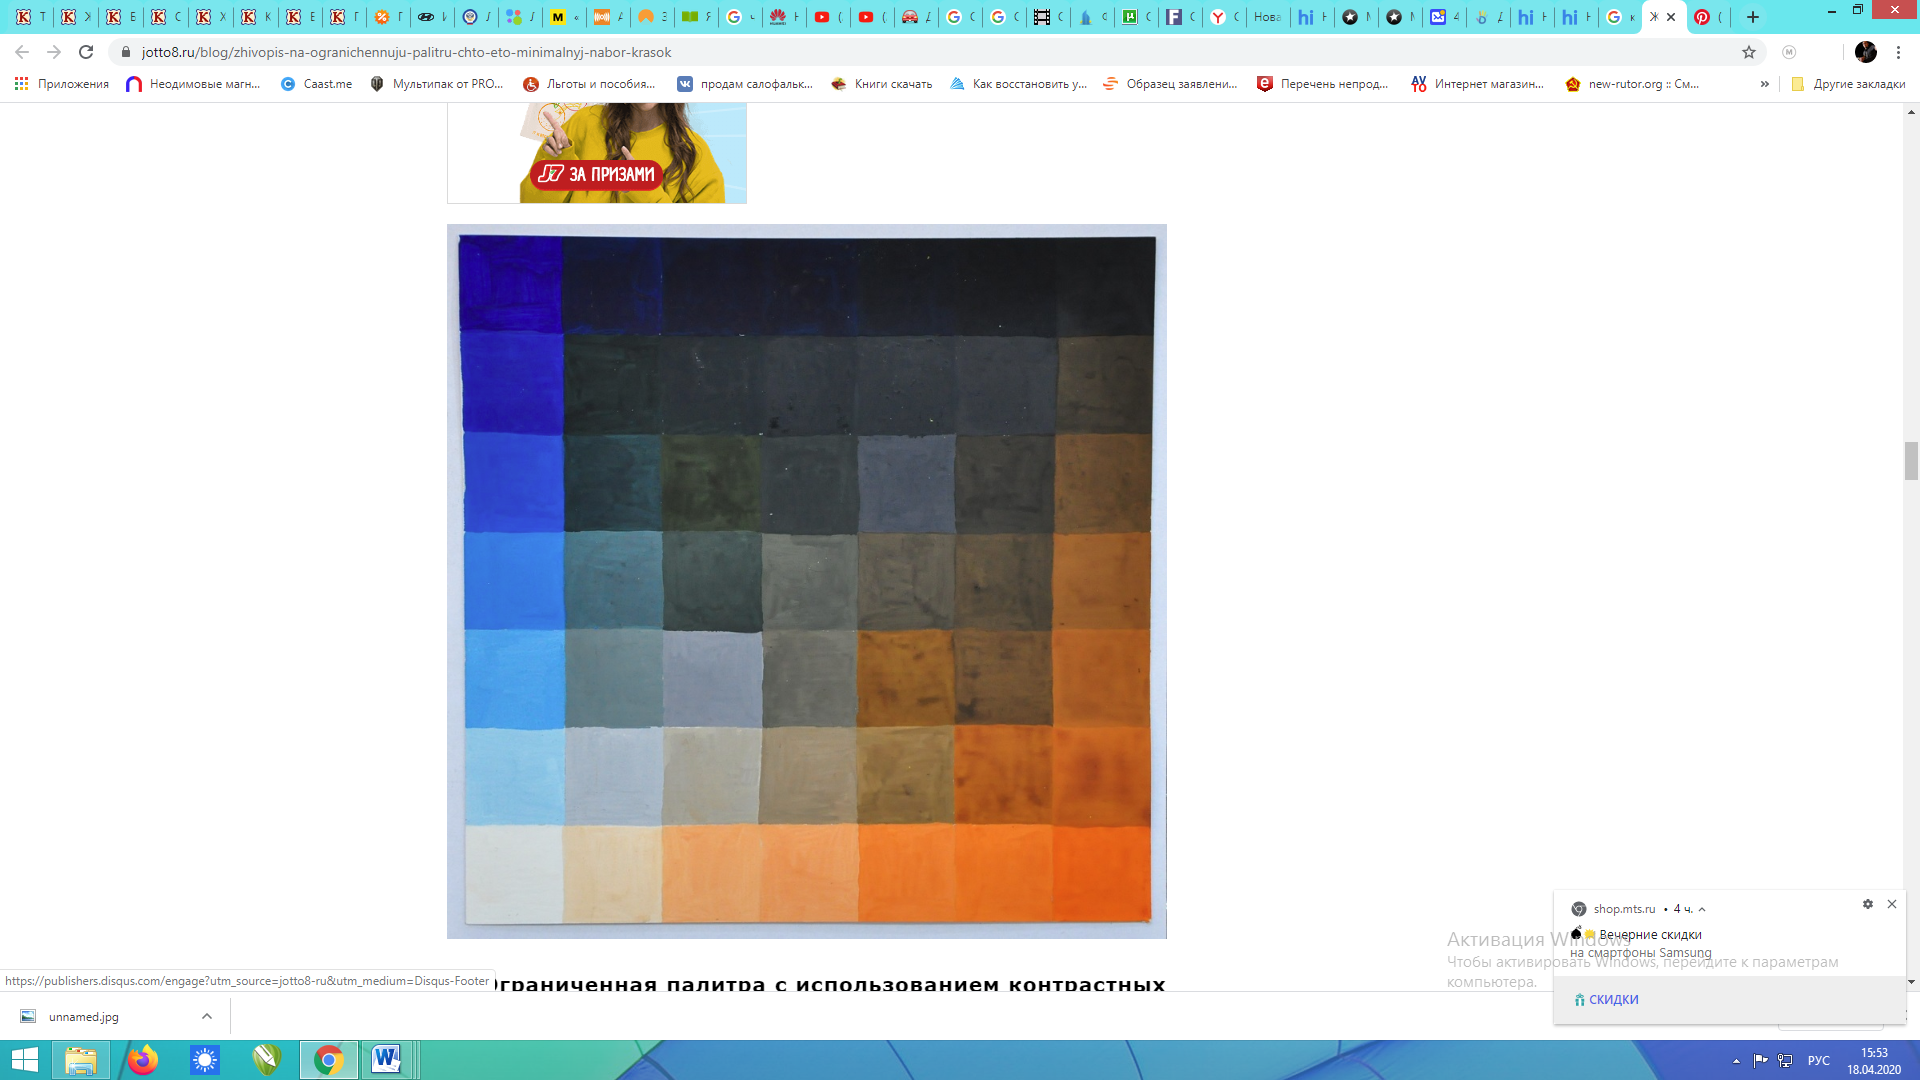 jotto8.ru/blog/zhivopis-na-ogranichennuju-palitru-chto-eto-minimalnyj-nabor-krasok
Приложения
Неодимовые магн...
Caast.me
Мультипак от PRO...
Льготы и пособия...
продам салофальк...
Книги скачать
Как восстановить у...
Образец заявлени...
Перечень непрод...
Интернет магазин...
new-rutor.org :: См...
»
Другие закладки
J7 ЗА ПРИЗАМИ
shop.mts.ru • 4 ч.
Вечерние скидки
на смартфоны Samsung
СКИДКИ
Активация Windows
Чтобы активировать Windows, перейдите к параметрам
компьютера.
https://publishers.disqus.com/engage?utm_source=jotto8-ru&utm_medium=Disqus-Footer
Ограниченная палитра с использованием контрастных
unnamed.jpg
РУС
15:53
18.04.2020